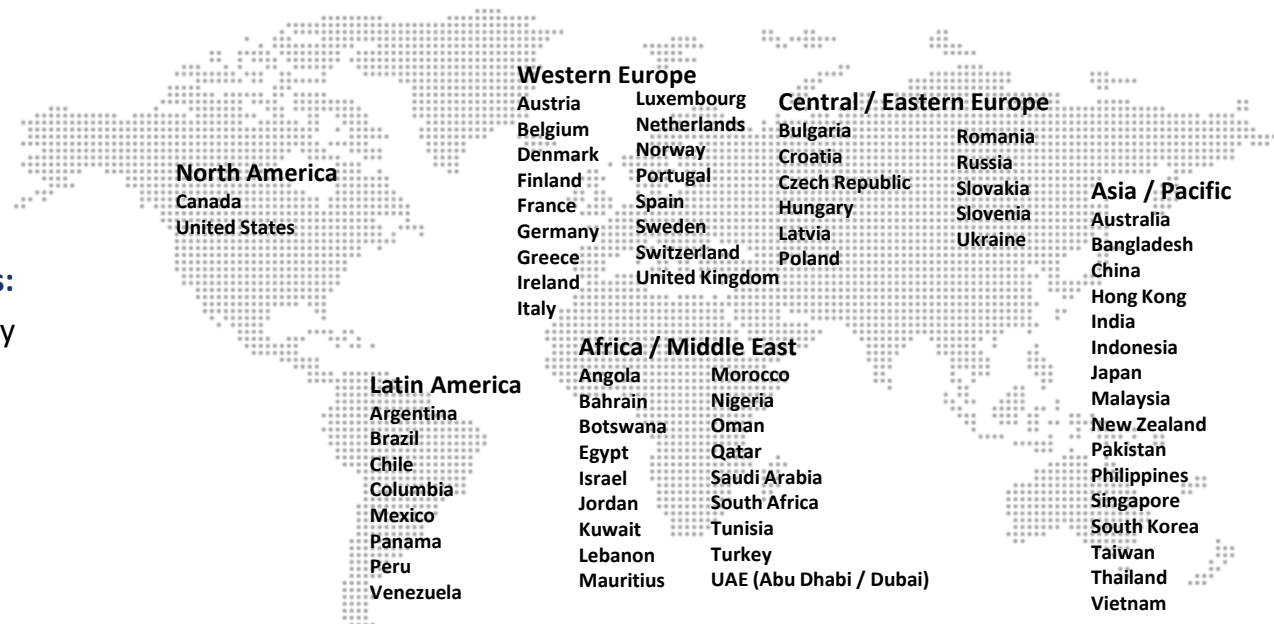 s:
y
North America
Canada
United States
Latin America
Argentina
Brazil
Chile
Columbia
Mexico
Panama
Peru
Venezuela
Western Europe
Austria
Belgium
Denmark
Finland
France
Germany
Greece
Ireland
Italy
Luxembourg
Netherlands
Norway
Portugal
Spain
Sweden
Switzerland
United Kingdom
Central / Eastern Europe
Bulgaria
Croatia
Czech Republic
Hungary
Latvia
Poland
Romania
Russia
Slovakia
Slovenia
Ukraine
Africa / Middle East
Angola
Bahrain
Botswana
Egypt
Israel
Jordan
Kuwait
Lebanon
Mauritius
Morocco
Nigeria
Oman
Qatar
Saudi Arabia
South Africa
Tunisia
Turkey
UAE (Abu Dhabi / Dubai)
Asia / Pacific
Australia
Bangladesh
China
Hong Kong
India
Indonesia
Japan
Malaysia
New Zealand
Pakistan
Philippines
Singapore
South Korea
Taiwan
Thailand
Vietnam